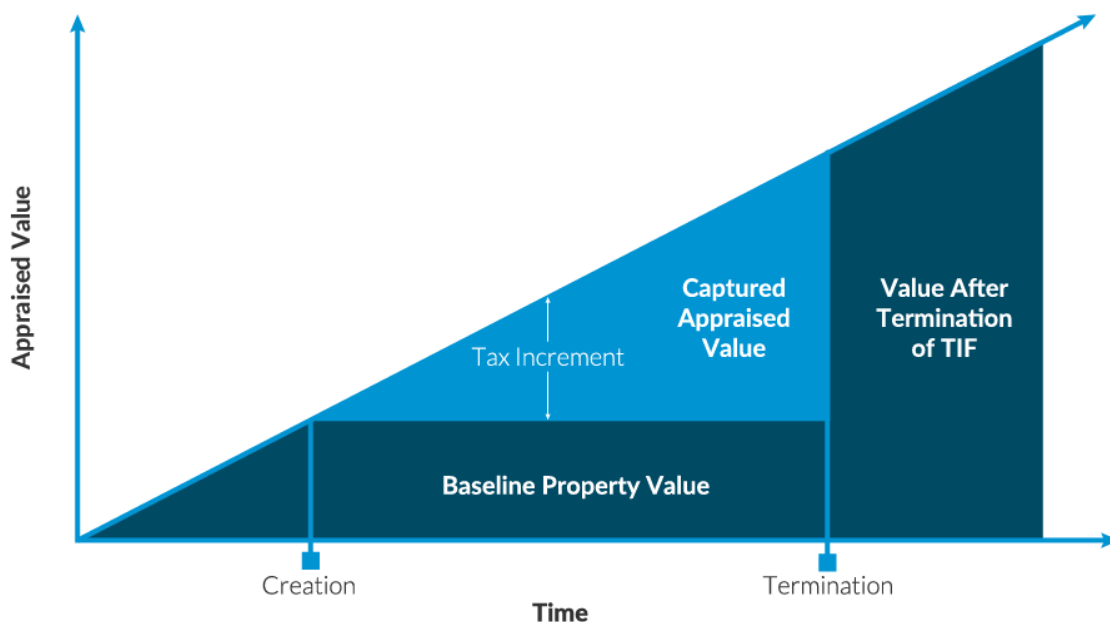 Appraised Value
Captured
Appraised
Value
Value After
Termination
of TIF
Tax Increment
Baseline Property Value
Creation
Termination
Time